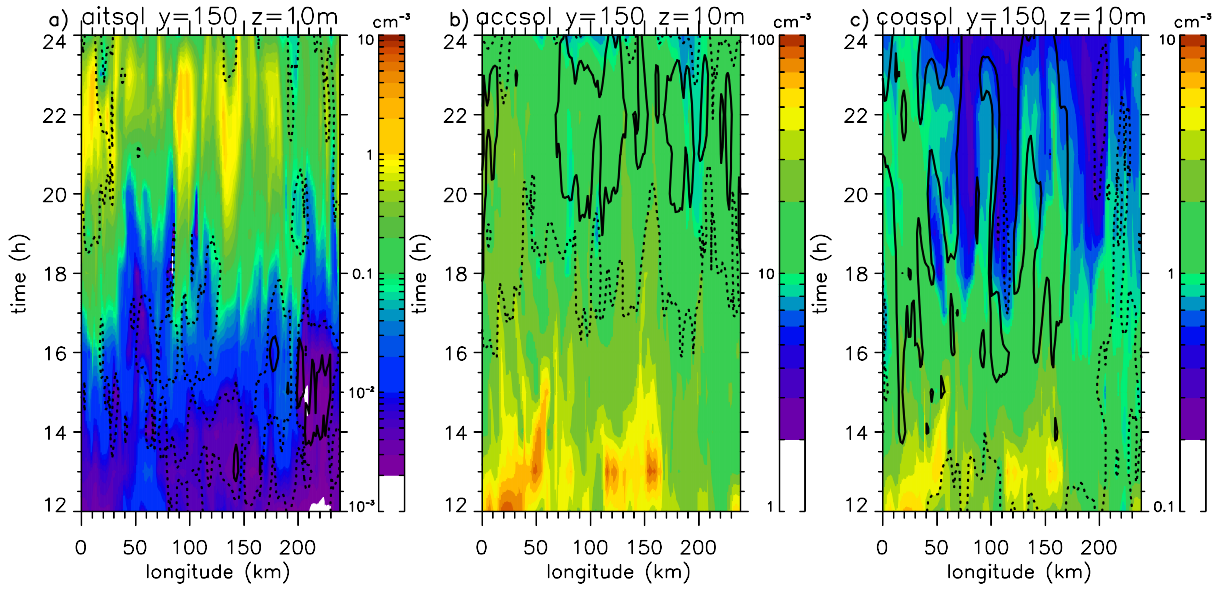 a) aitsol y=150 z=10m cm⁻³
b) accsol y=150 z=10m cm⁻³
c) coasol y=150 z=10m cm⁻³
24
22
20
18
16
14
12
time (h)
0 50 100 150 200
longitude (km)
10
1
0.1
10⁻²
10⁻³
24
22
20
18
16
14
12
time (h)
0 50 100 150 200
longitude (km)
100
10
1
24
22
20
18
16
14
12
time (h)
0 50 100 150 200
longitude (km)
10
1
0.1